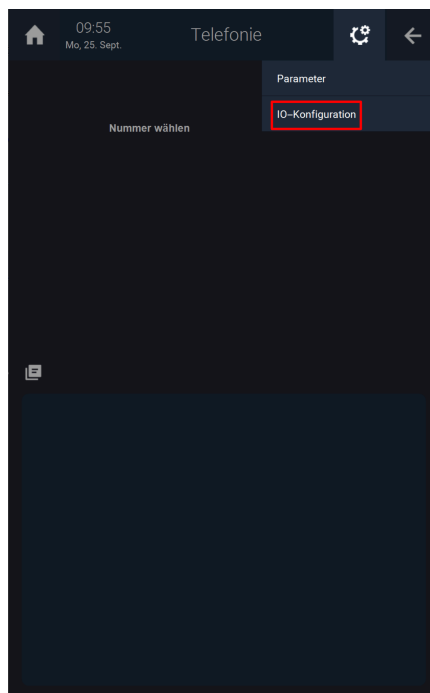 09:55
Mo, 25. Sept.
Telefonie
Parameter
IO-Konfiguration
Nummer wählen